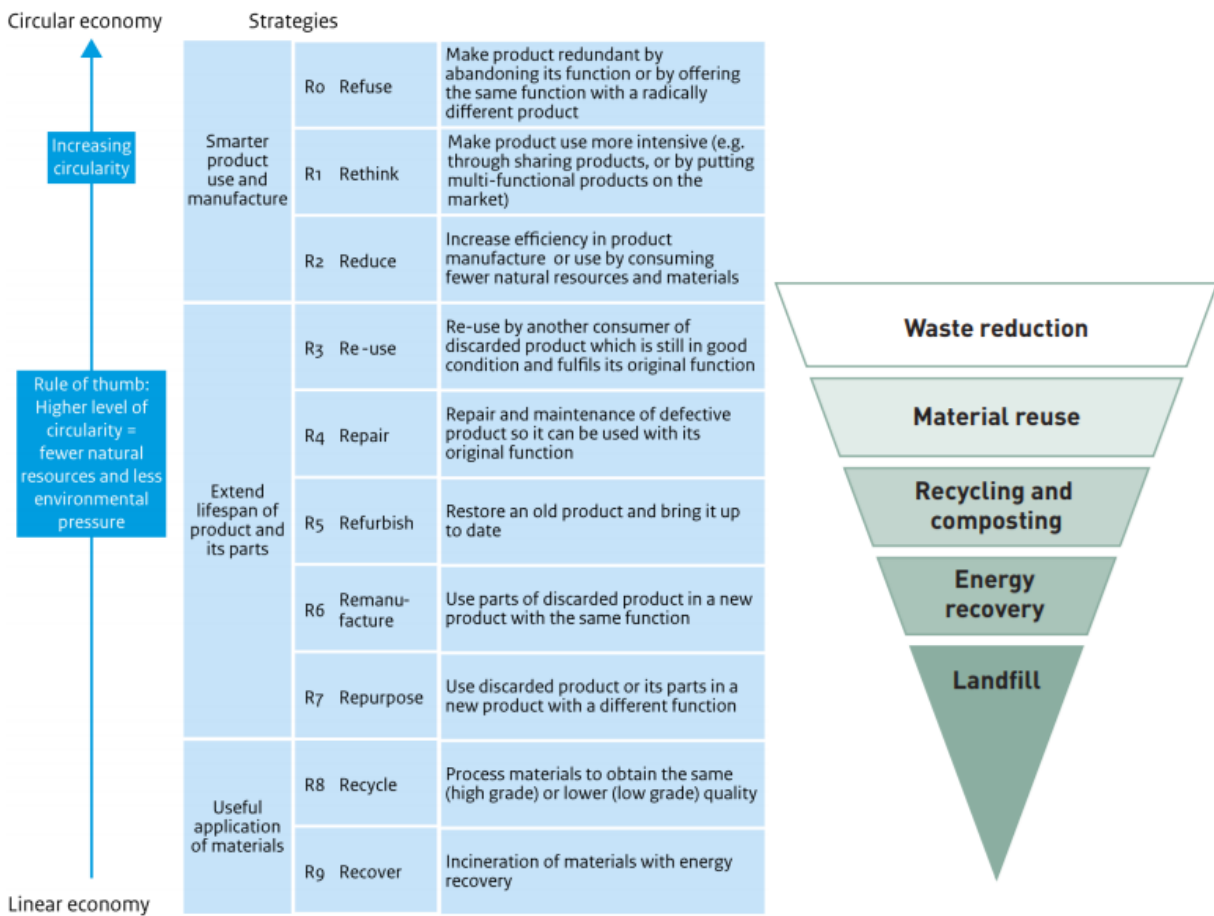 Circular economy
Strategies
Increasing
circularity
Rule of thumb:
Higher level of
circularity =
fewer natural
resources and less
environmental
pressure
Linear economy
Smarter
product
use and
manufacture
R0 Refuse
Make product redundant by
abandoning its function or by offering
the same function with a radically
different product
R1 Rethink
Make product use more intensive (e.g.
through sharing products, or by putting
multi-functional products on the
market)
R2 Reduce
Increase efficiency in product
manufacture or use by consuming
fewer natural resources and materials
Extend
lifespan of
product and
its parts
R3 Re-use
Re-use by another consumer of
discarded product which is still in good
condition and fulfils its original function
R4 Repair
Repair and maintenance of defective
product so it can be used with its
original function
R5 Refurbish
Restore an old product and bring it up
to date
R6 Remanu-
facture
Use parts of discarded product in a new
product with the same function
R7 Repurpose
Use discarded product or its parts in a
new product with a different function
Useful
application
of materials
R8 Recycle
Process materials to obtain the same
(high grade) or lower (low grade) quality
R9 Recover
Incineration of materials with energy
recovery
Waste reduction
Material reuse
Recycling and
composting
Energy
recovery
Landfill